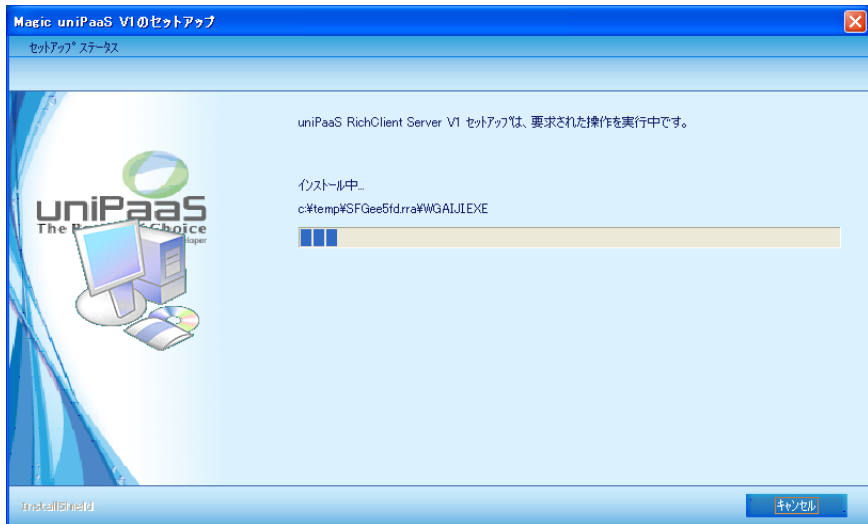 Magic uniPaaS V1のセットアップ
セットアップ ステータス
uniPaaS RichClient Server V1 セットアップは、要求された操作を実行中です。
インストール中...
c:¥temp¥SFGee5fd.rra¥WGAIJI.EXE
uniPaaS
The Choice
loper
InstallShield
キャンセル